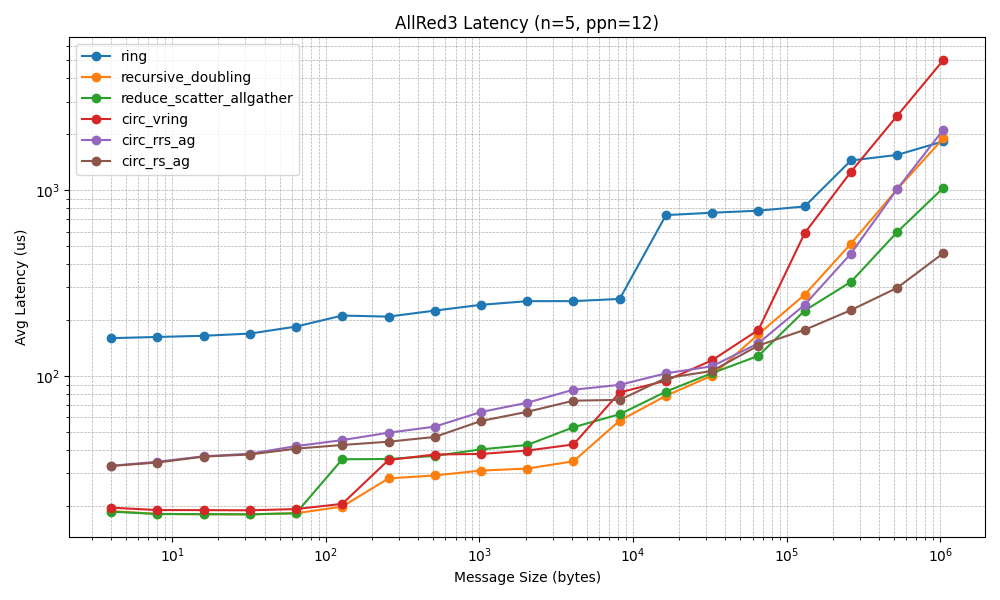 AllRed3 Latency (n=5, ppn=12)
ring
recursive_doubling
reduce_scatter_allgather
circ_vring
circ_rrs_ag
circ_rs_ag
Avg Latency (us)
10³
10²
10¹ 10² 10³ 10⁴ 10⁵ 10⁶
Message Size (bytes)